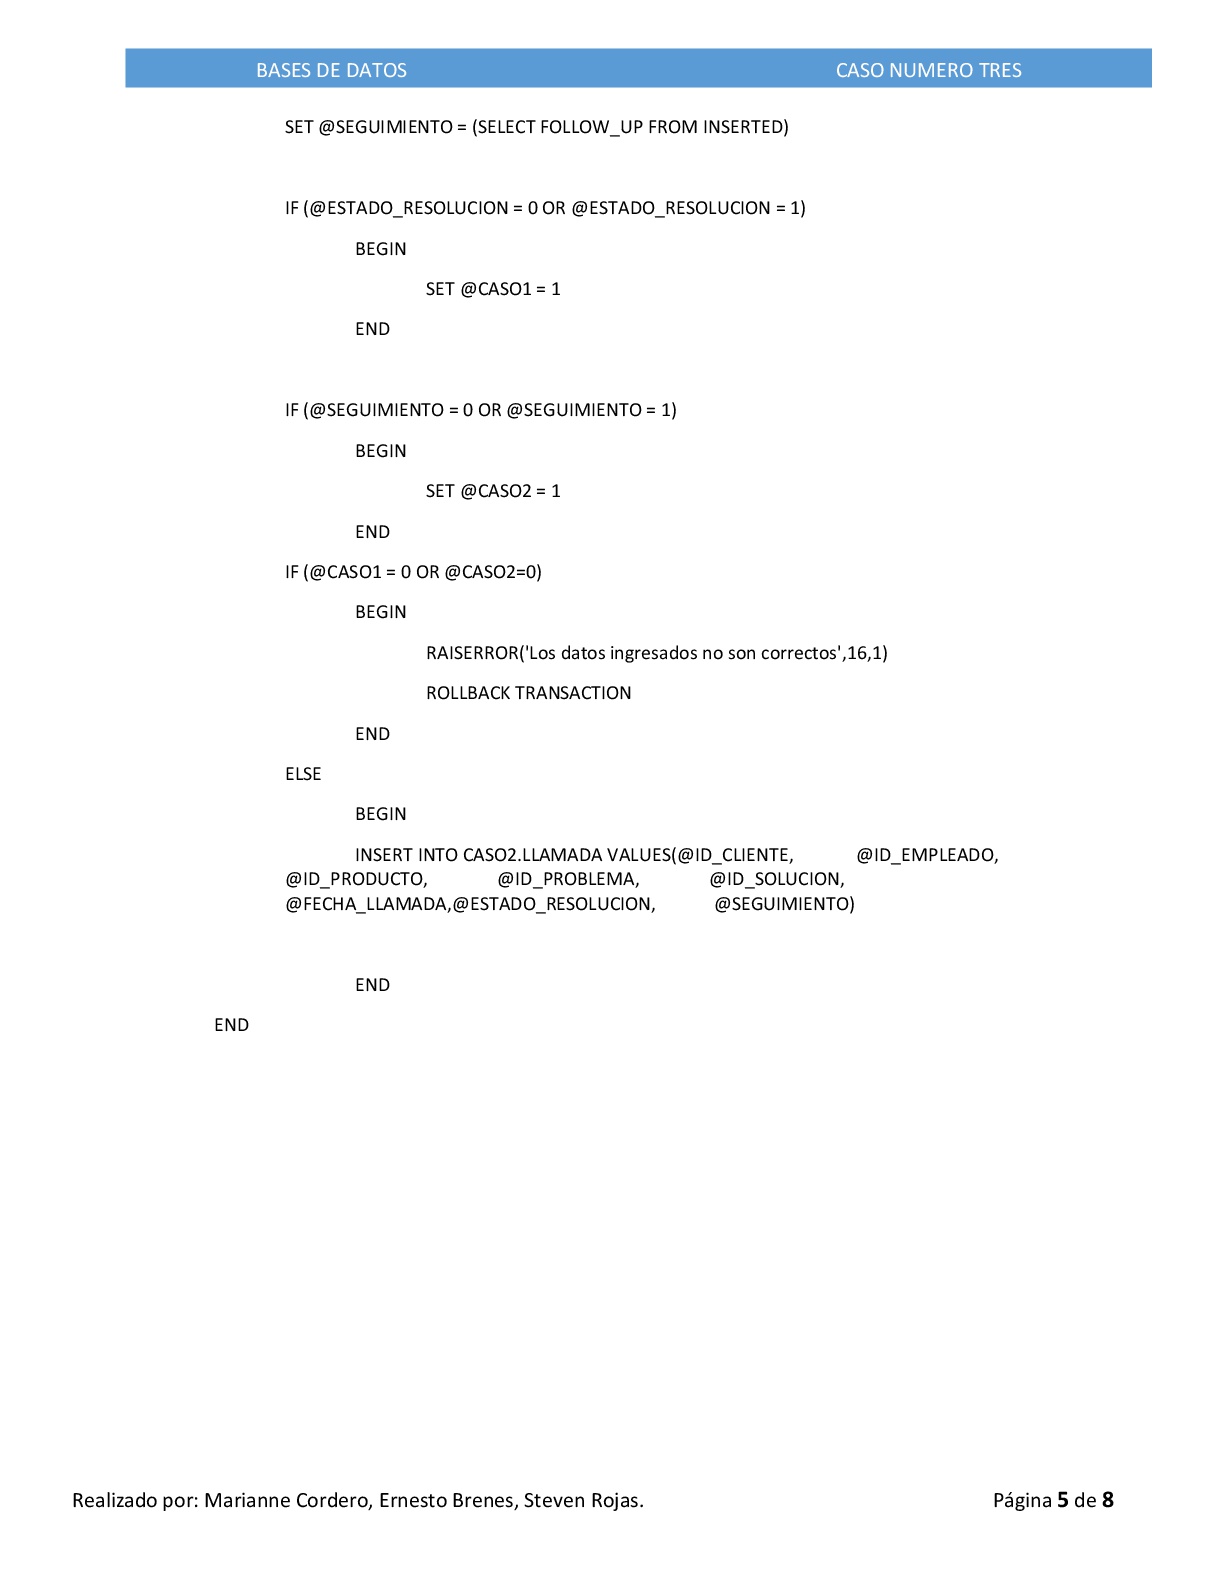 BASES DE DATOS CASO NUMERO TRES
SET @SEGUIMIENTO = (SELECT FOLLOW_UP FROM INSERTED)
IF (@ESTADO_RESOLUCION = 0 OR @ESTADO_RESOLUCION = 1)
BEGIN
SET @CASO1 = 1
END
IF (@SEGUIMIENTO = 0 OR @SEGUIMIENTO = 1)
BEGIN
SET @CASO2 = 1
END
IF (@CASO1 = 0 OR @CASO2=0)
BEGIN
RAISERROR('Los datos ingresados no son correctos',16,1)
ROLLBACK TRANSACTION
END
ELSE
BEGIN
INSERT INTO CASO2.LLAMADA VALUES(@ID_CLIENTE, @ID_EMPLEADO,
@ID_PRODUCTO, @ID_PROBLEMA, @ID_SOLUCION,
@FECHA_LLAMADA,@ESTADO_RESOLUCION, @SEGUIMIENTO)
END
END
Realizado por: Marianne Cordero, Ernesto Brenes, Steven Rojas. Página 5 de 8